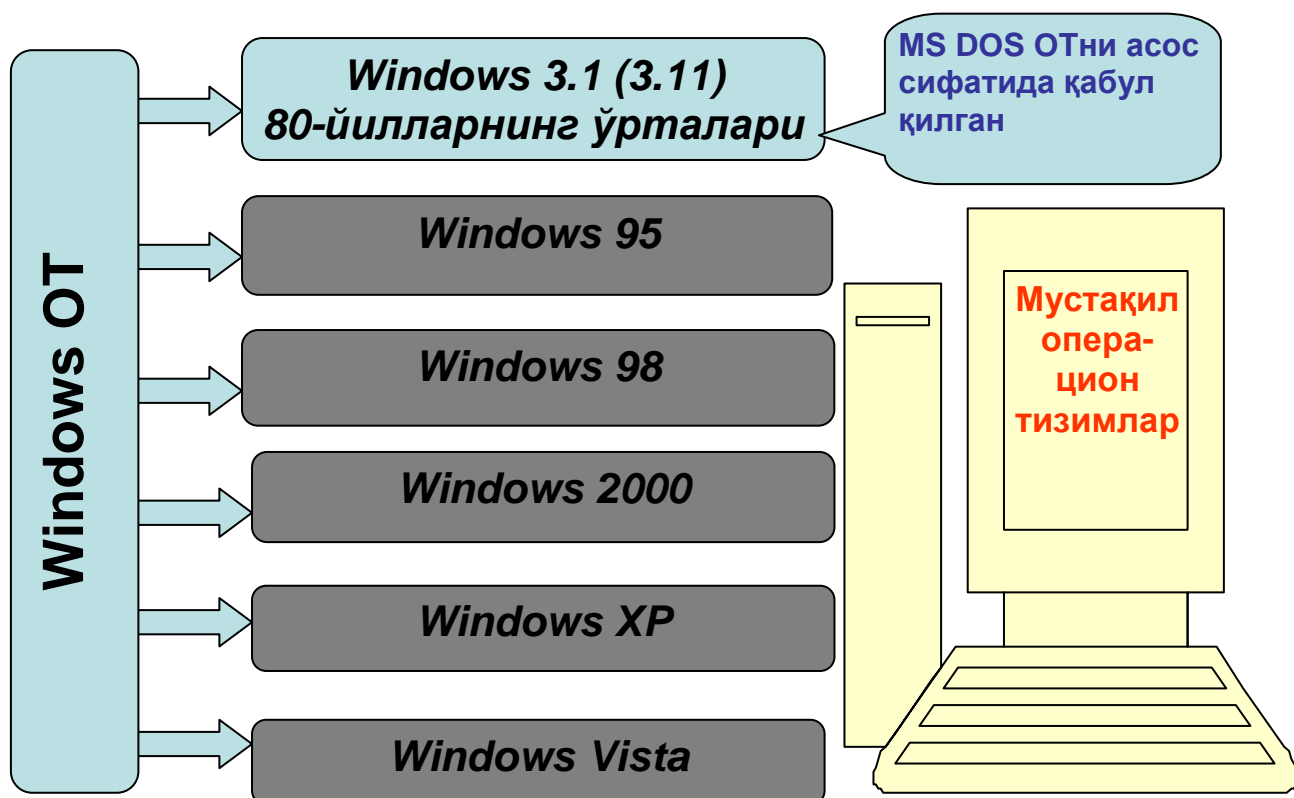 Windows OT
Windows 3.1 (3.11)
80-йилларнинг ўрталари
MS DOS ОТни асос
сифатида қабул
қилган
Windows 95
Windows 98
Windows 2000
Windows XP
Windows Vista
Мустақил
опера-
цион
тизимлар